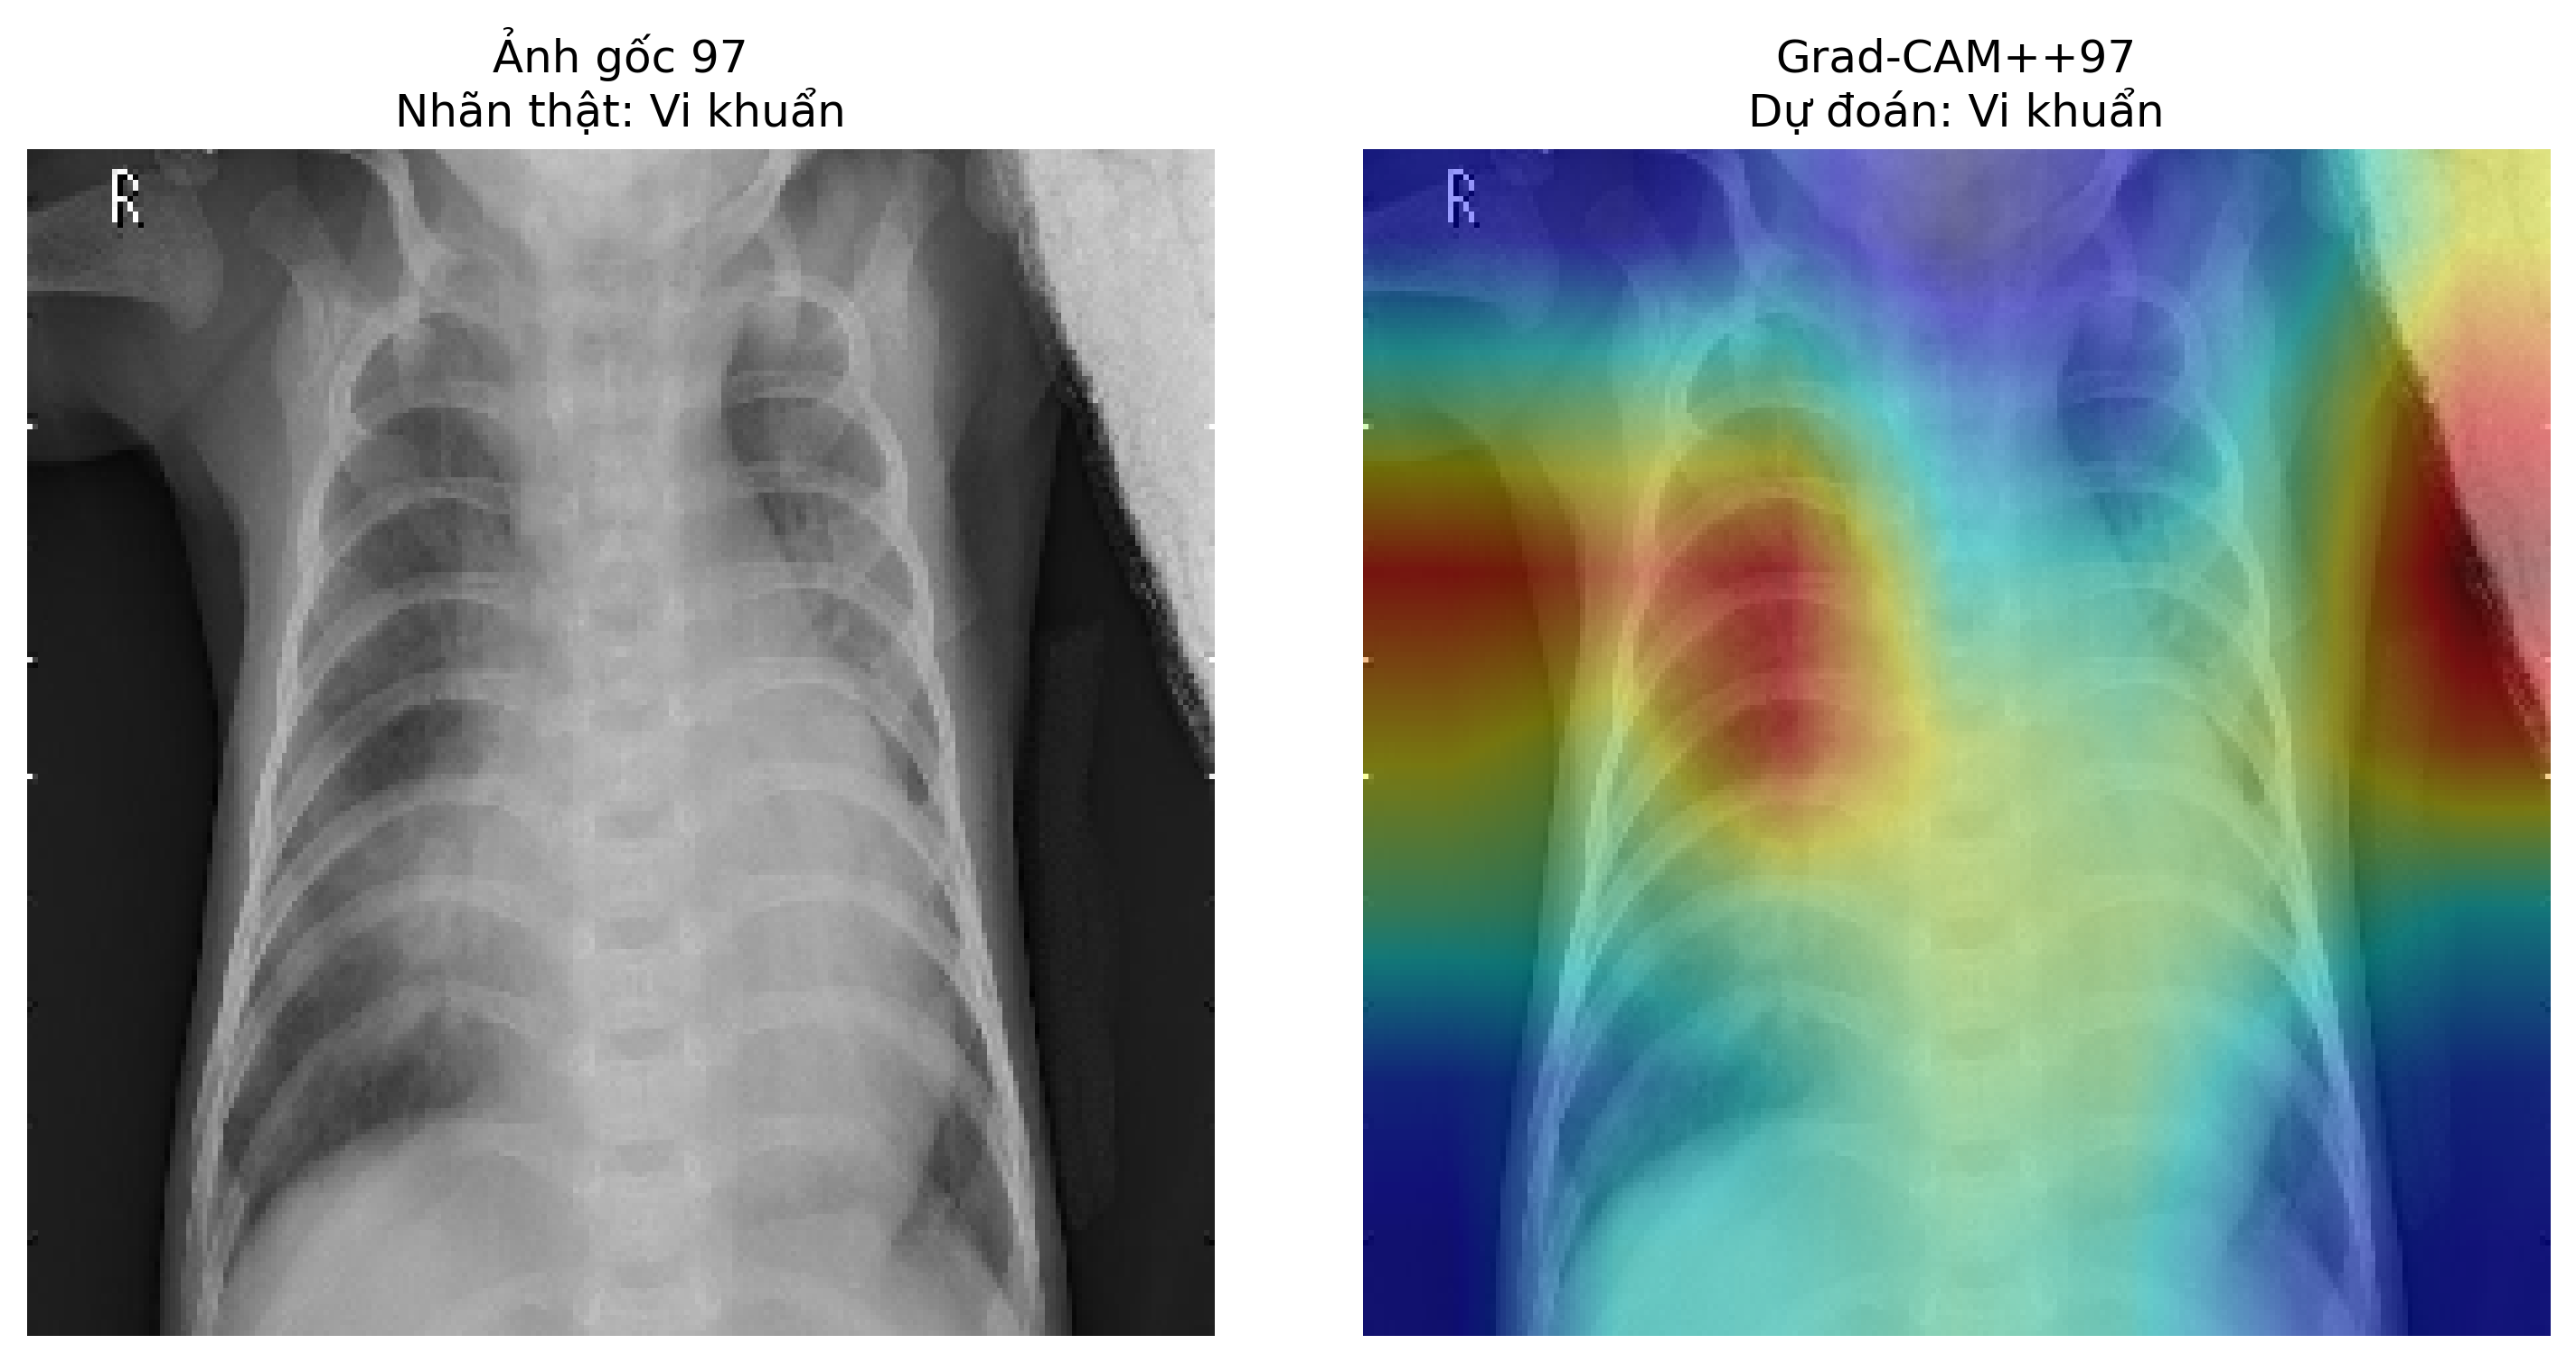 Ảnh gốc 97
Nhãn thật: Vi khuẩn
R
Grad-CAM++97
Dự đoán: Vi khuẩn
R